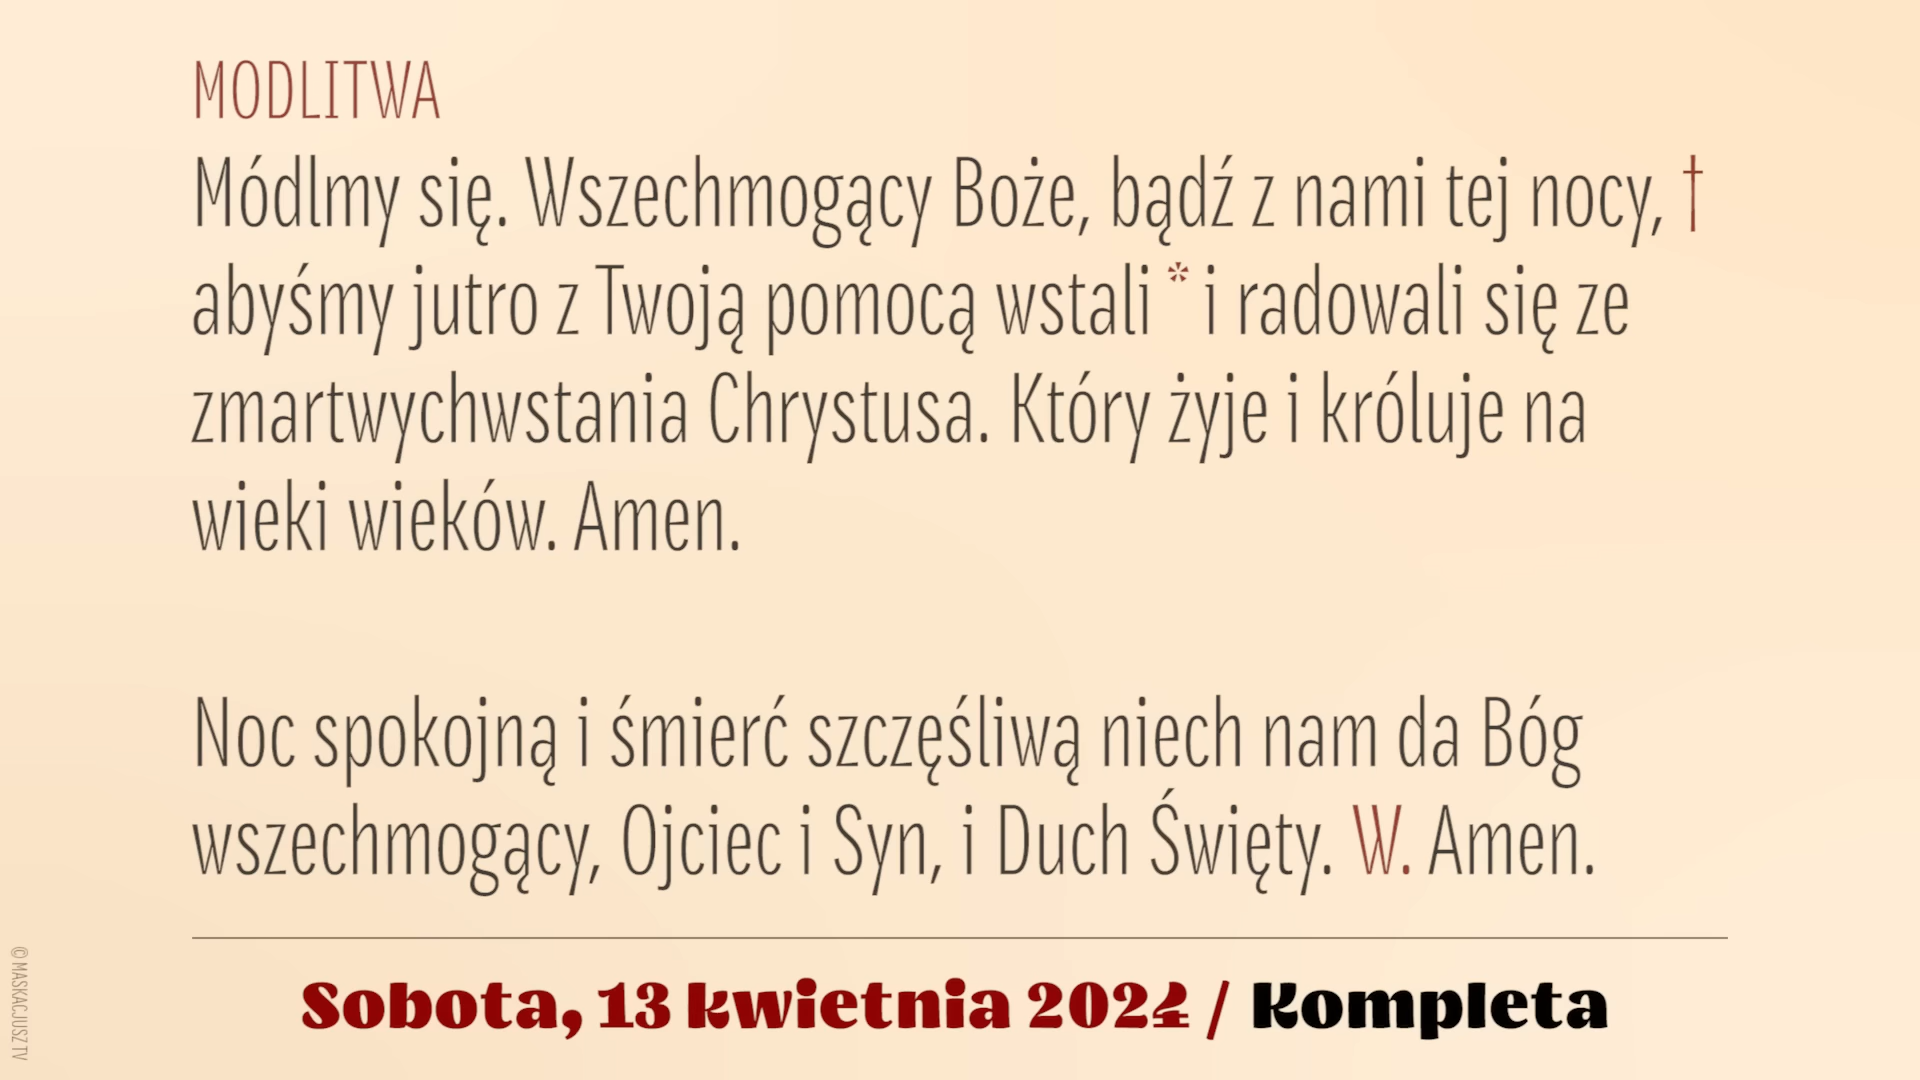 MODLITWA
Módlmy się. Wszechmogący Boże, bądź z nami tej nocy, †
abyśmy jutro z Twoją pomocą wstali * i radowali się ze
zmartwychwstania Chrystusa. Który żyje i króluje na
wieki wieków. Amen.
Noc spokojną i śmierć szczęśliwą niech nam da Bóg
wszechmogący, Ojciec i Syn, i Duch Święty. W. Amen.
Sobota, 13 kwietnia 2024 / Kompleta
© MASKACJUSZ TV